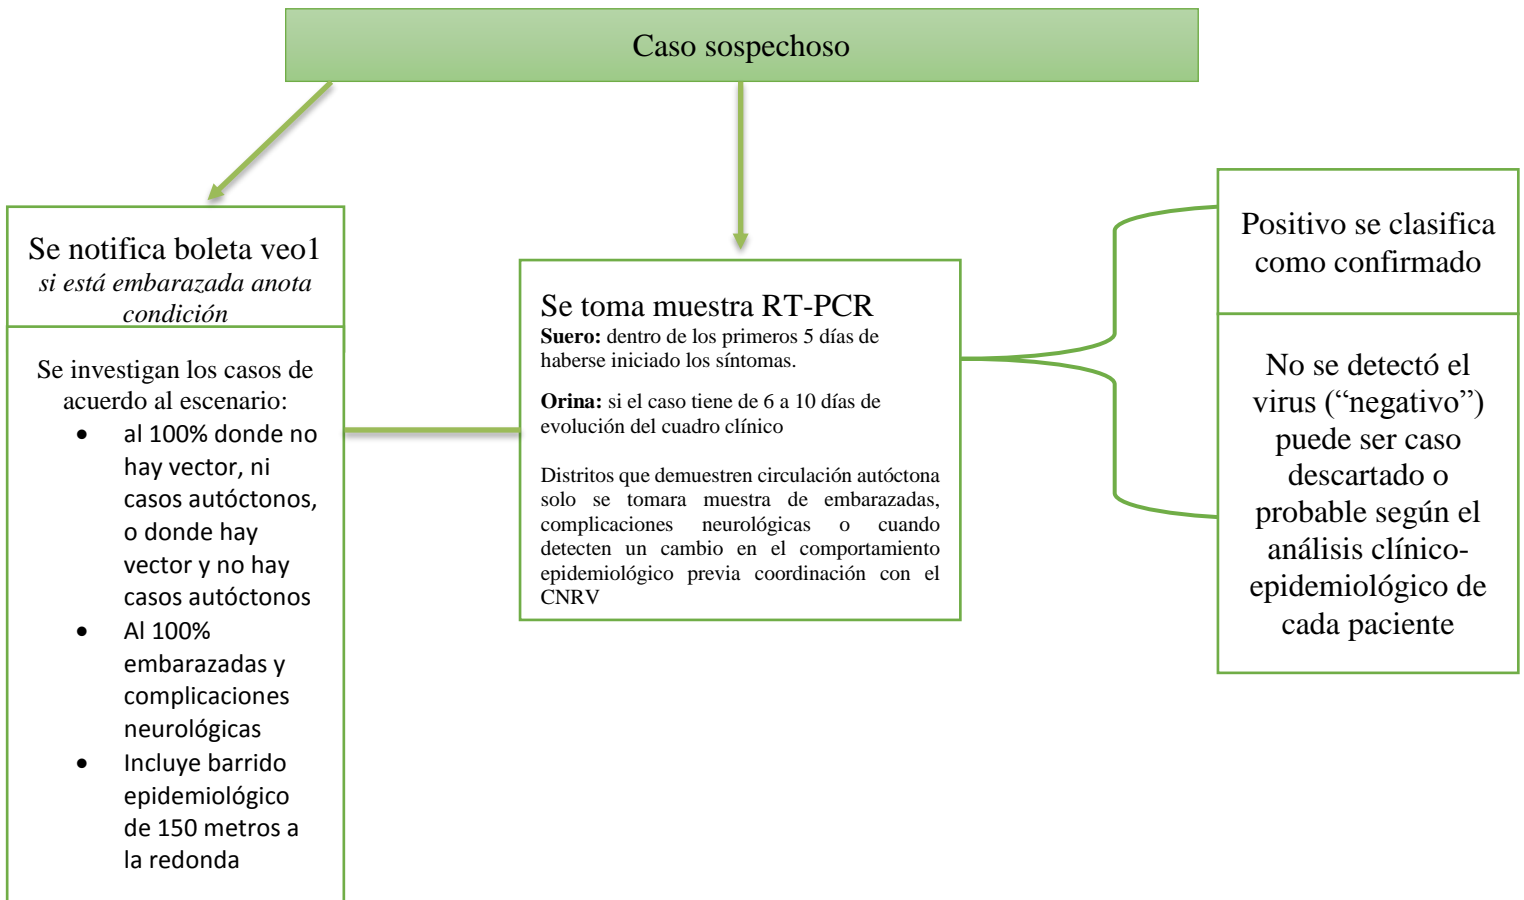 Caso sospechoso
Se notifica boleta veo1
si está embarazada anota
condición
Se investigan los casos de
acuerdo al escenario:
• al 100% donde no
hay vector, ni
casos autóctonos,
o donde hay
vector y no hay
casos autóctonos
• Al 100%
embarazadas y
complicaciones
neurológicas
• Incluye barrido
epidemiológico
de 150 metros a
la redonda
Se toma muestra RT-PCR
Suero: dentro de los primeros 5 días de
haberse iniciado los síntomas.
Orina: si el caso tiene de 6 a 10 días de
evolución del cuadro clínico
Distritos que demuestren circulación autóctona
solo se tomara muestra de embarazadas,
complicaciones neurológicas o cuando
detecten un cambio en el comportamiento
epidemiológico previa coordinación con el
CNRV
Positivo se clasifica
como confirmado
No se detectó el
virus (“negativo”)
puede ser caso
descartado o
probable según el
análisis clínico-
epidemiológico de
cada paciente